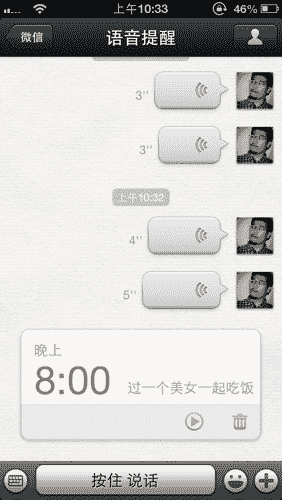 上午10:33
46%
微信
语音提醒
3''
3''
上午10:32
4''
5''
晚上
8:00 过一个美女一起吃饭
按住 说话